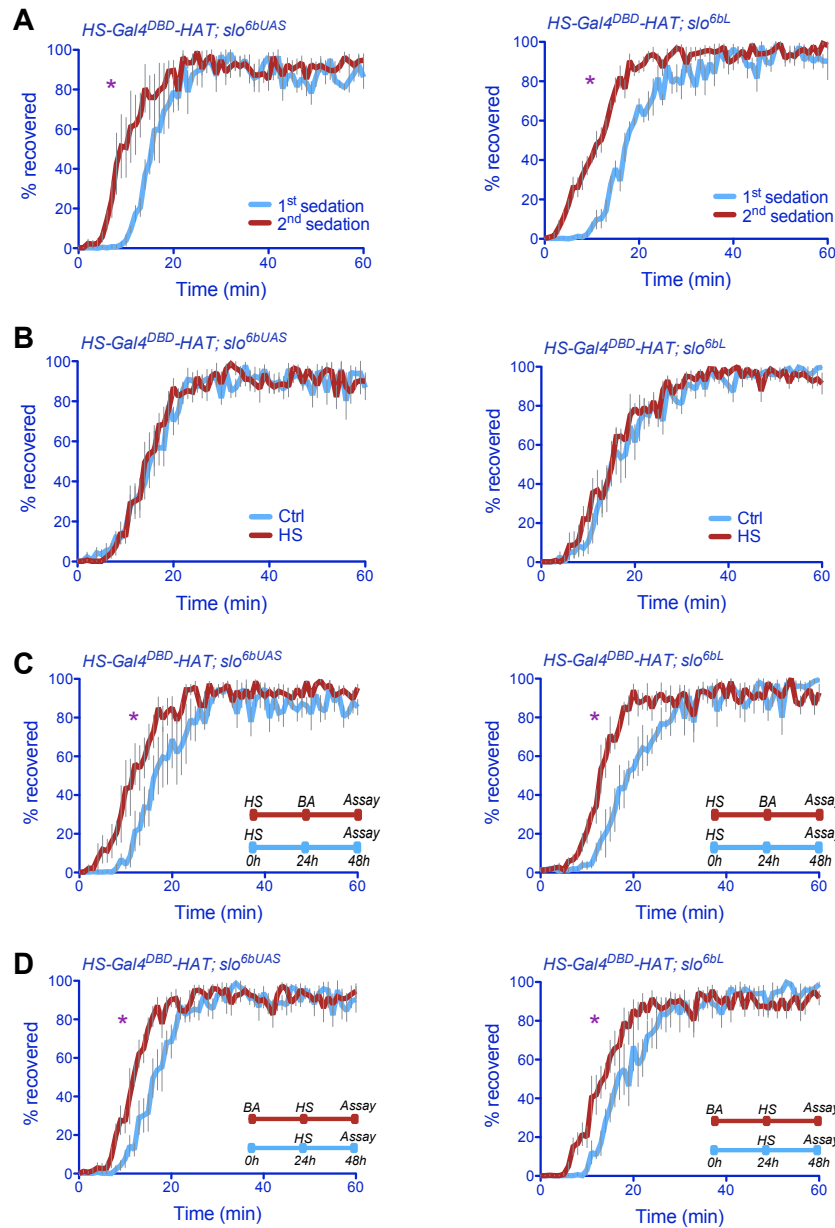 A
HS-Gal4DBD-HAT; slo6bUAS
HS-Gal4DBD-HAT; slo6bL
% recovered
100
80
60
40
20
0
*
1st sedation
2nd sedation
0 20 40 60
Time (min)
% recovered
100
80
60
40
20
0
*
1st sedation
2nd sedation
0 20 40 60
Time (min)
B
HS-Gal4DBD-HAT; slo6bUAS
HS-Gal4DBD-HAT; slo6bL
% recovered
100
80
60
40
20
0
Ctrl
HS
0 20 40 60
Time (min)
% recovered
100
80
60
40
20
0
Ctrl
HS
0 20 40 60
Time (min)
C
HS-Gal4DBD-HAT; slo6bUAS
HS-Gal4DBD-HAT; slo6bL
% recovered
100
80
60
40
20
0
*
HS BA Assay
HS Assay
0h 24h 48h
0 20 40 60
Time (min)
% recovered
100
80
60
40
20
0
*
HS BA Assay
HS Assay
0h 24h 48h
0 20 40 60
Time (min)
D
HS-Gal4DBD-HAT; slo6bUAS
HS-Gal4DBD-HAT; slo6bL
% recovered
100
80
60
40
20
0
*
BA HS Assay
HS Assay
0h 24h 48h
0 20 40 60
Time (min)
% recovered
100
80
60
40
20
0
*
BA HS Assay
HS Assay
0h 24h 48h
0 20 40 60
Time (min)